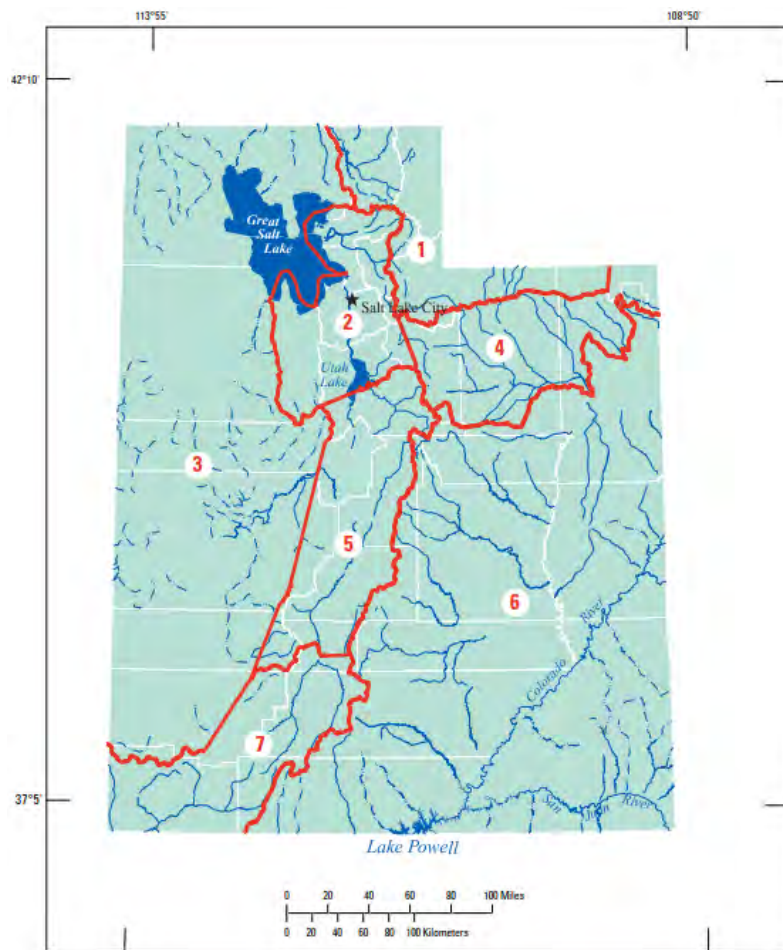 113°55'
108°50'
42°10'
Great
Salt
Lake
1
Salt Lake City
2
4
Utah
Lake
3
5
6
River
Colorado
7
37°5'
San
Juan
River
Lake Powell
0 20 40 60 80 100 Miles
0 20 40 60 80 100 Kilometers